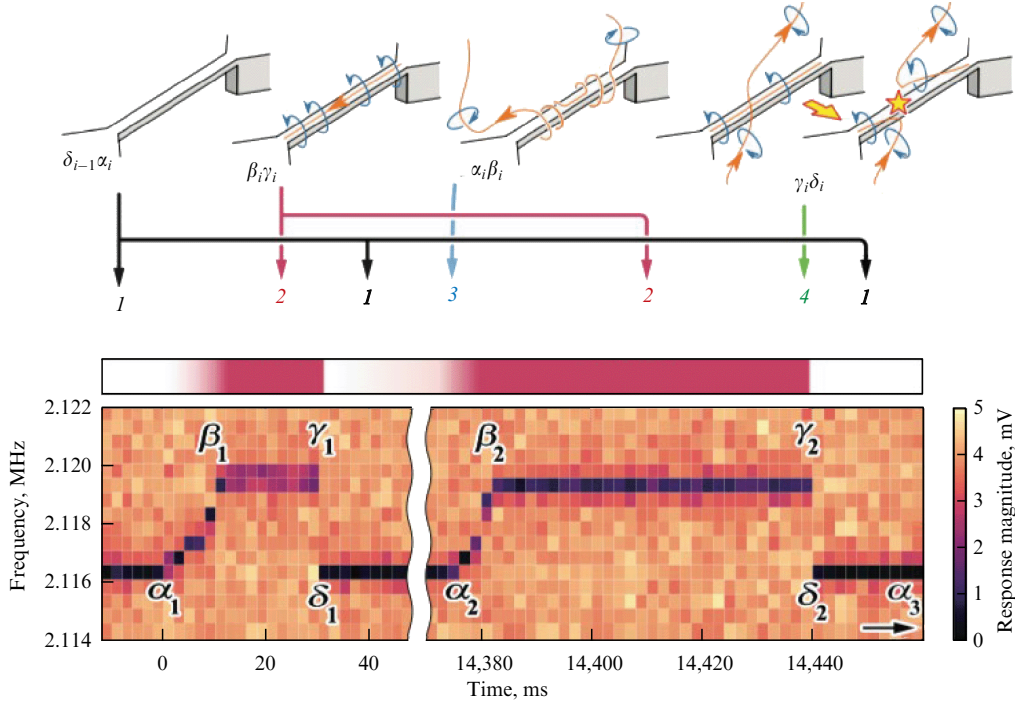 δi−1αi
βiγi
αiβi
γiδi
1 2 1 3 2 4 1
2.122
2.120
2.118
2.116
2.114
Frequency, MHz
β1 γ1 β2 γ2
α1 δ1 α2 δ2 α3
0 20 40 14,380 14,400 14,420 14,440
Time, ms
5
4
3
2
1
0
Response magnitude, mV